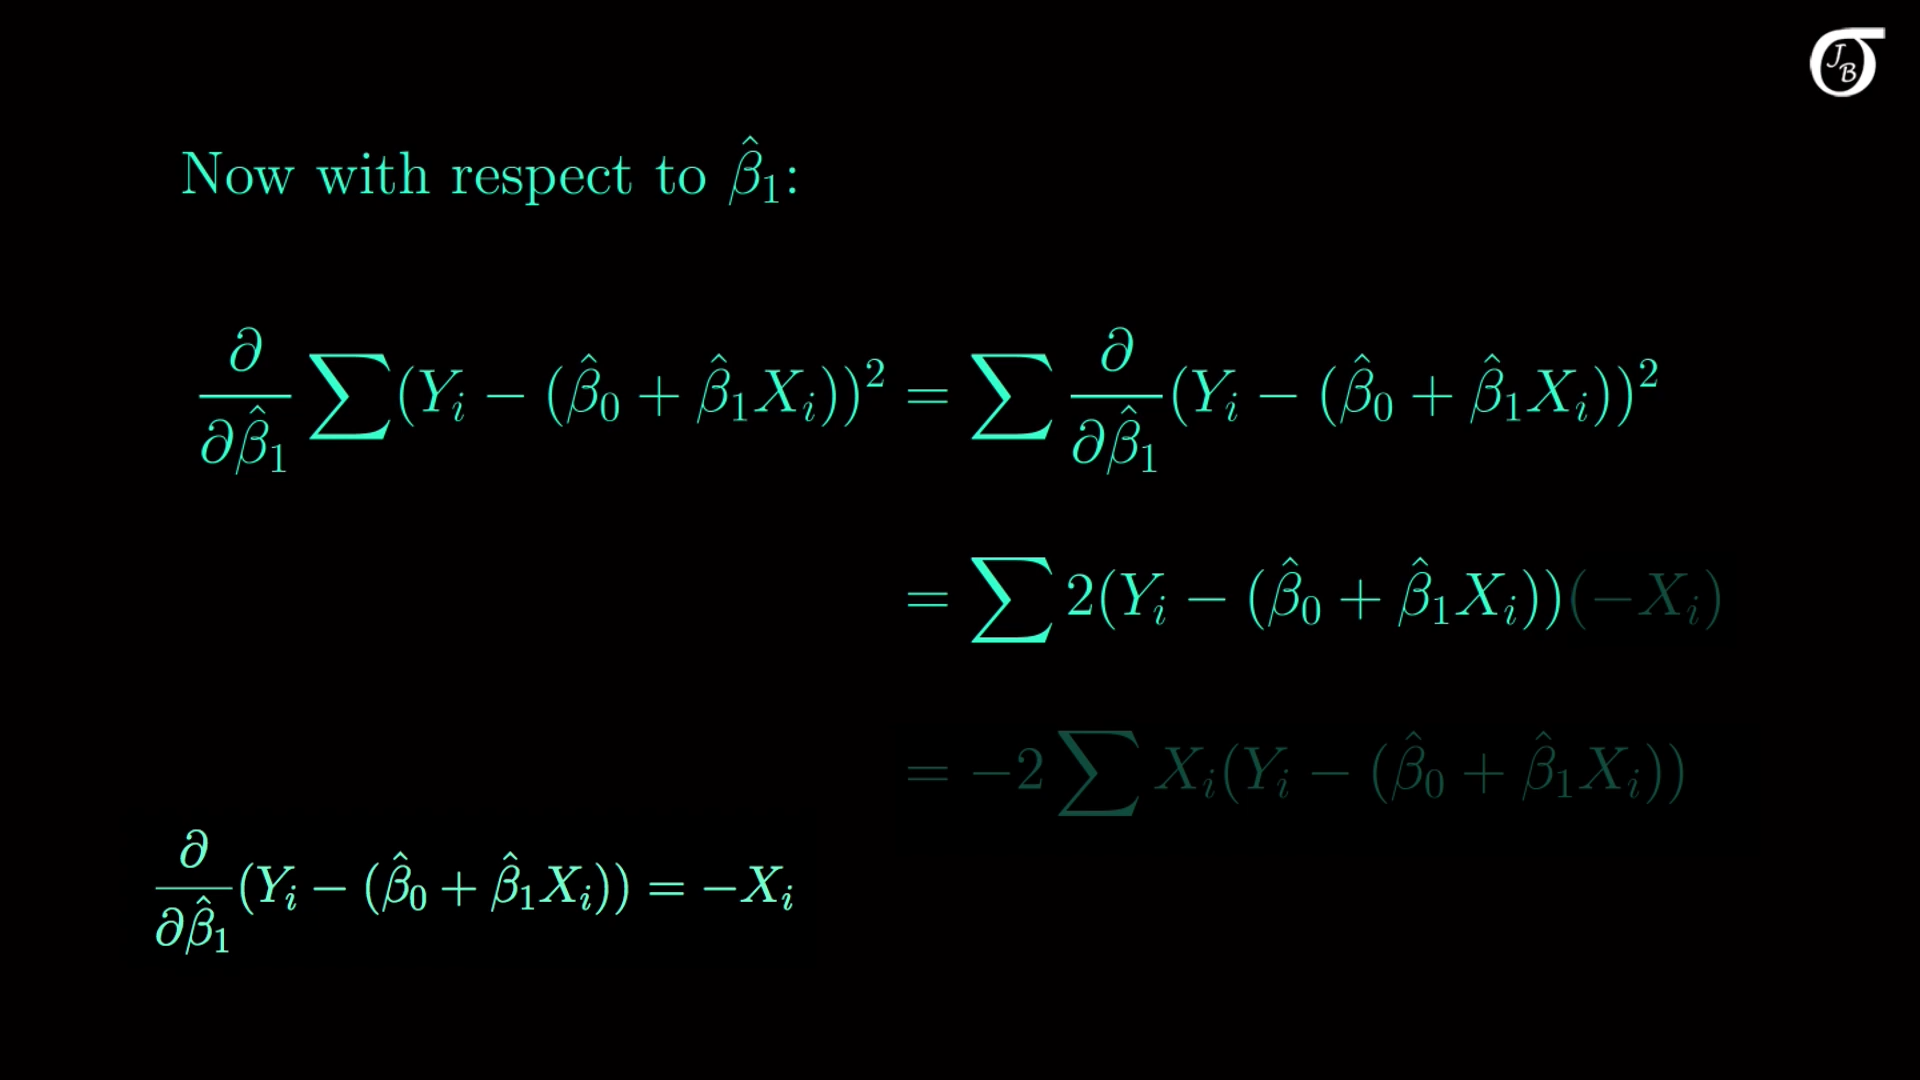 J B
Now with respect to β̂₁:
∂/∂β̂₁ ∑(Yᵢ − (β̂₀ + β̂₁Xᵢ))² = ∑ ∂/∂β̂₁ (Yᵢ − (β̂₀ + β̂₁Xᵢ))²
= ∑ 2(Yᵢ − (β̂₀ + β̂₁Xᵢ))(−Xᵢ)
= −2 ∑ Xᵢ(Yᵢ − (β̂₀ + β̂₁Xᵢ))
∂/∂β̂₁ (Yᵢ − (β̂₀ + β̂₁Xᵢ)) = −Xᵢ